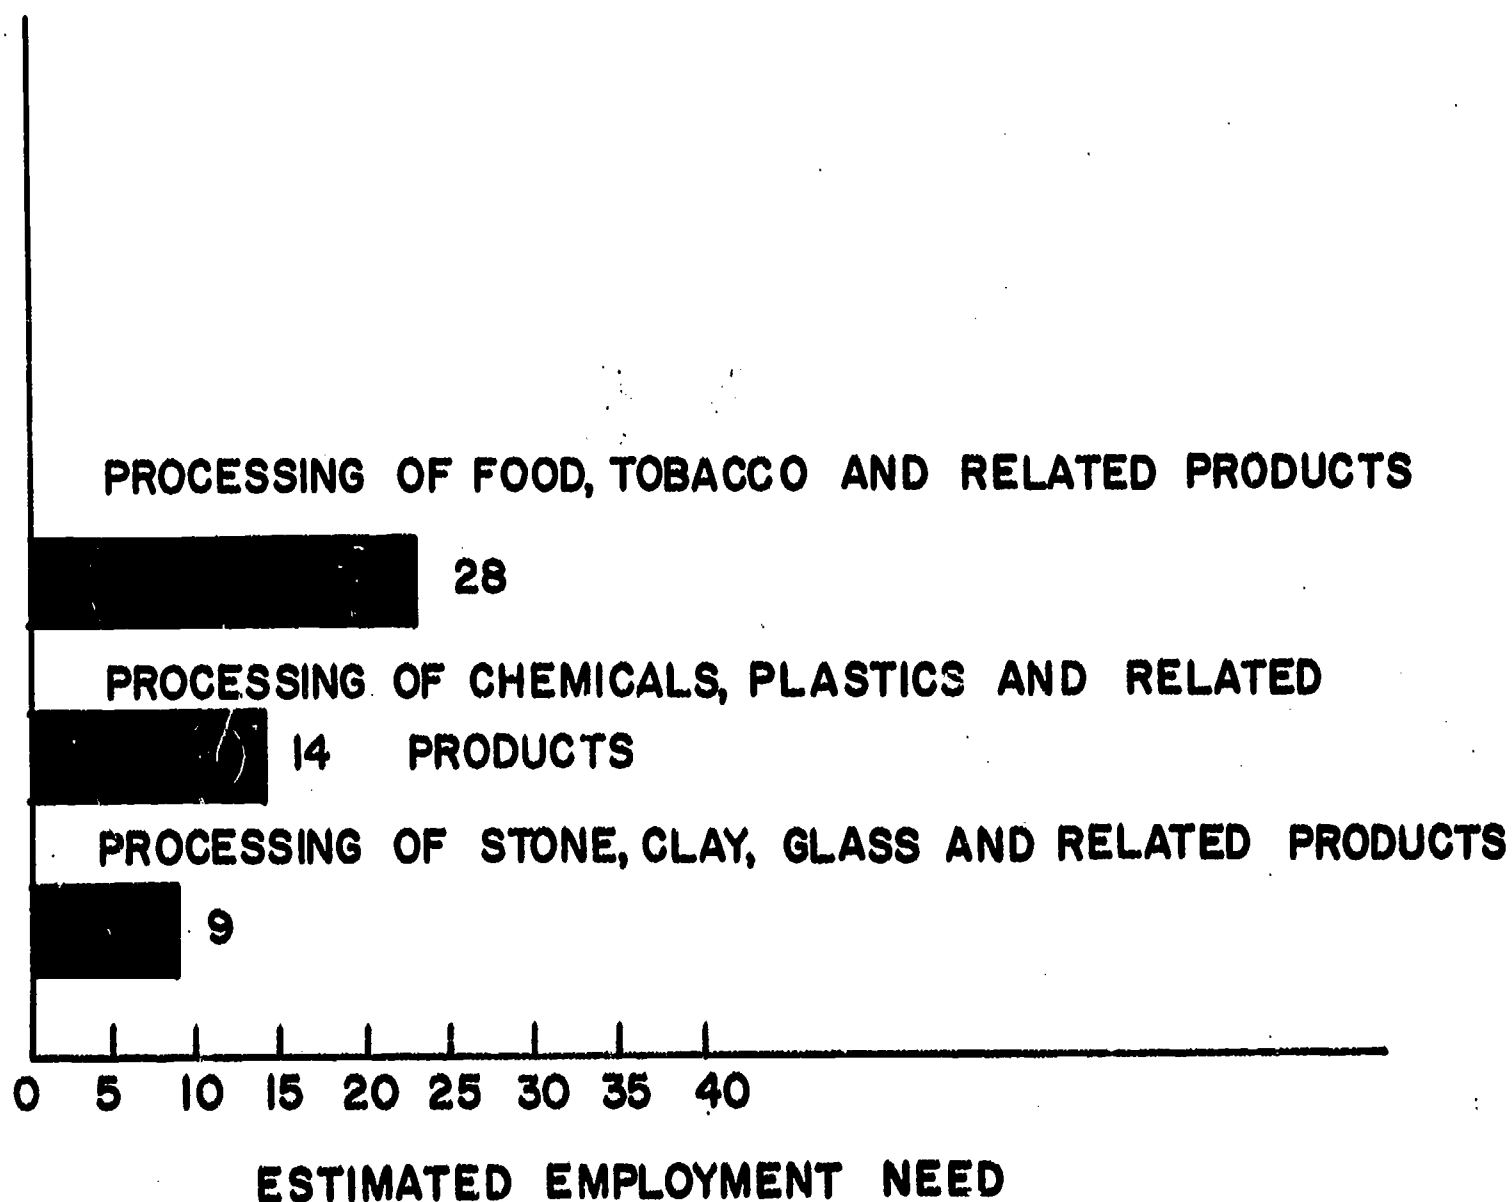 PROCESSING OF FOOD, TOBACCO AND RELATED PRODUCTS
28
PROCESSING OF CHEMICALS, PLASTICS AND RELATED
14 PRODUCTS
PROCESSING OF STONE, CLAY, GLASS AND RELATED PRODUCTS
9
0 5 10 15 20 25 30 35 40
ESTIMATED EMPLOYMENT NEED